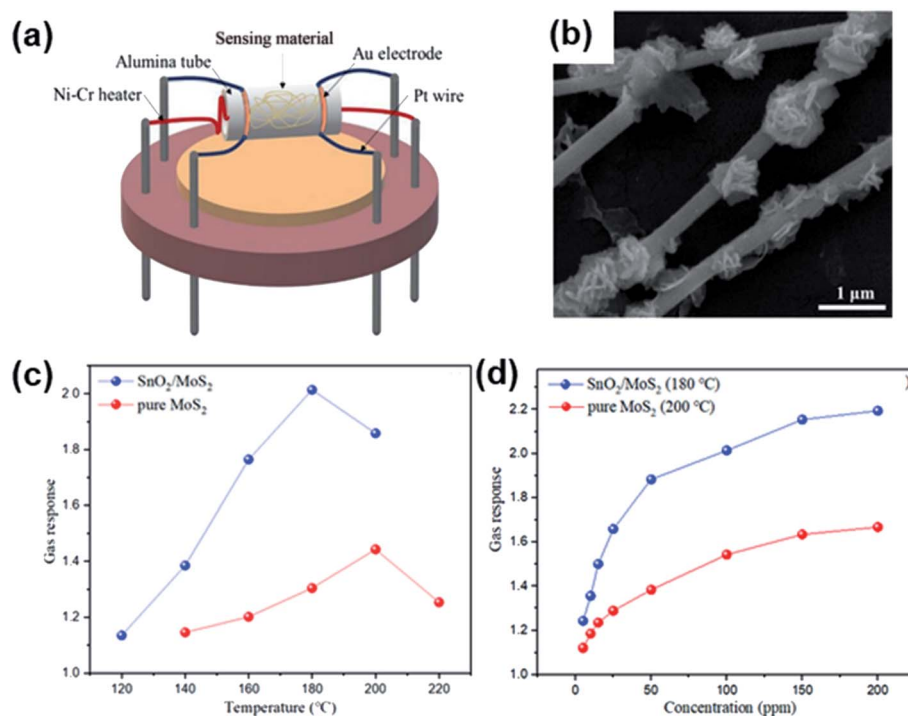 (a)
Sensing material
Alumina tube
Au electrode
Ni-Cr heater
Pt wire
(b)
1 μm
(c)
SnO₂/MoS₂
pure MoS₂
2.0
1.8
1.6
1.4
1.2
1.0
Gas response
120 140 160 180 200 220
Temperature (℃)
(d)
SnO₂/MoS₂ (180 ℃)
pure MoS₂ (200 ℃)
)
2.2
2.0
1.8
1.6
1.4
1.2
1.0
Gas response
0 50 100 150 200
Concentration (ppm)